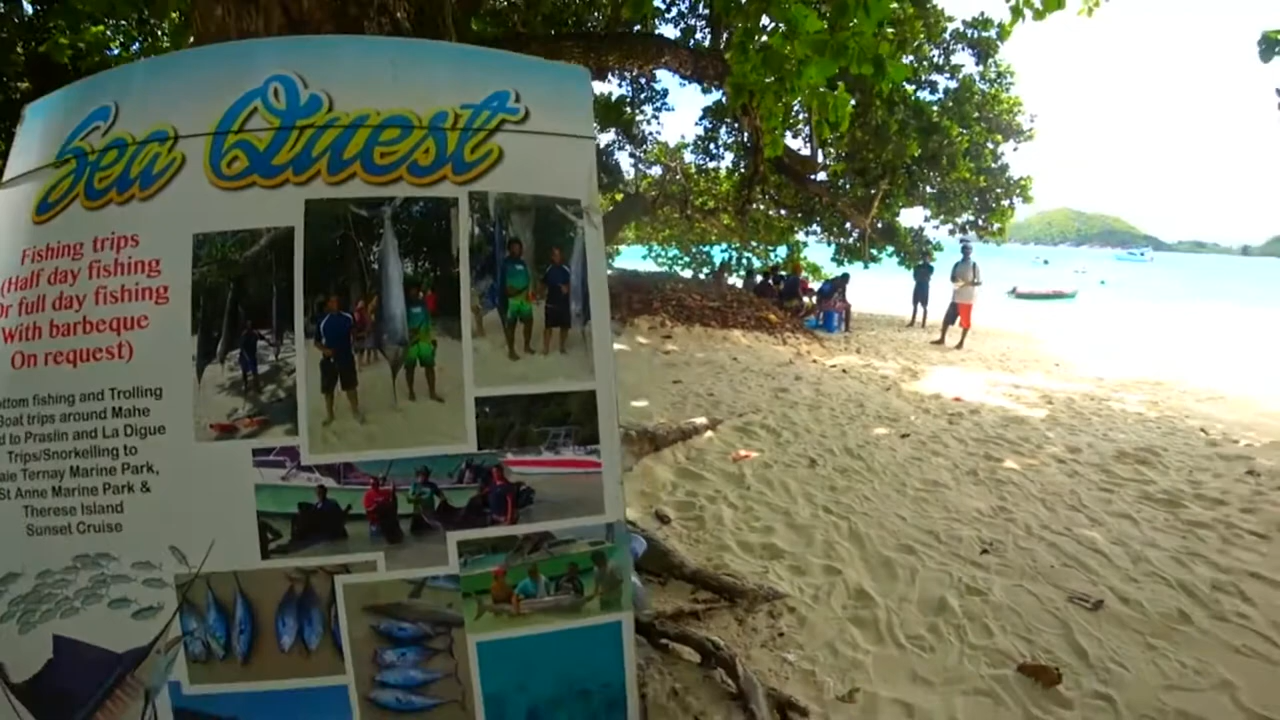 Sea Quest
Fishing trips
(Half day fishing
Or full day fishing
With barbeque
On request)
ottom fishing and Trolling
Boat trips around Mahe
d to Praslin and La Digue
Trips/Snorkelling to
aie Ternay Marine Park,
St Anne Marine Park &
Therese Island
Sunset Cruise